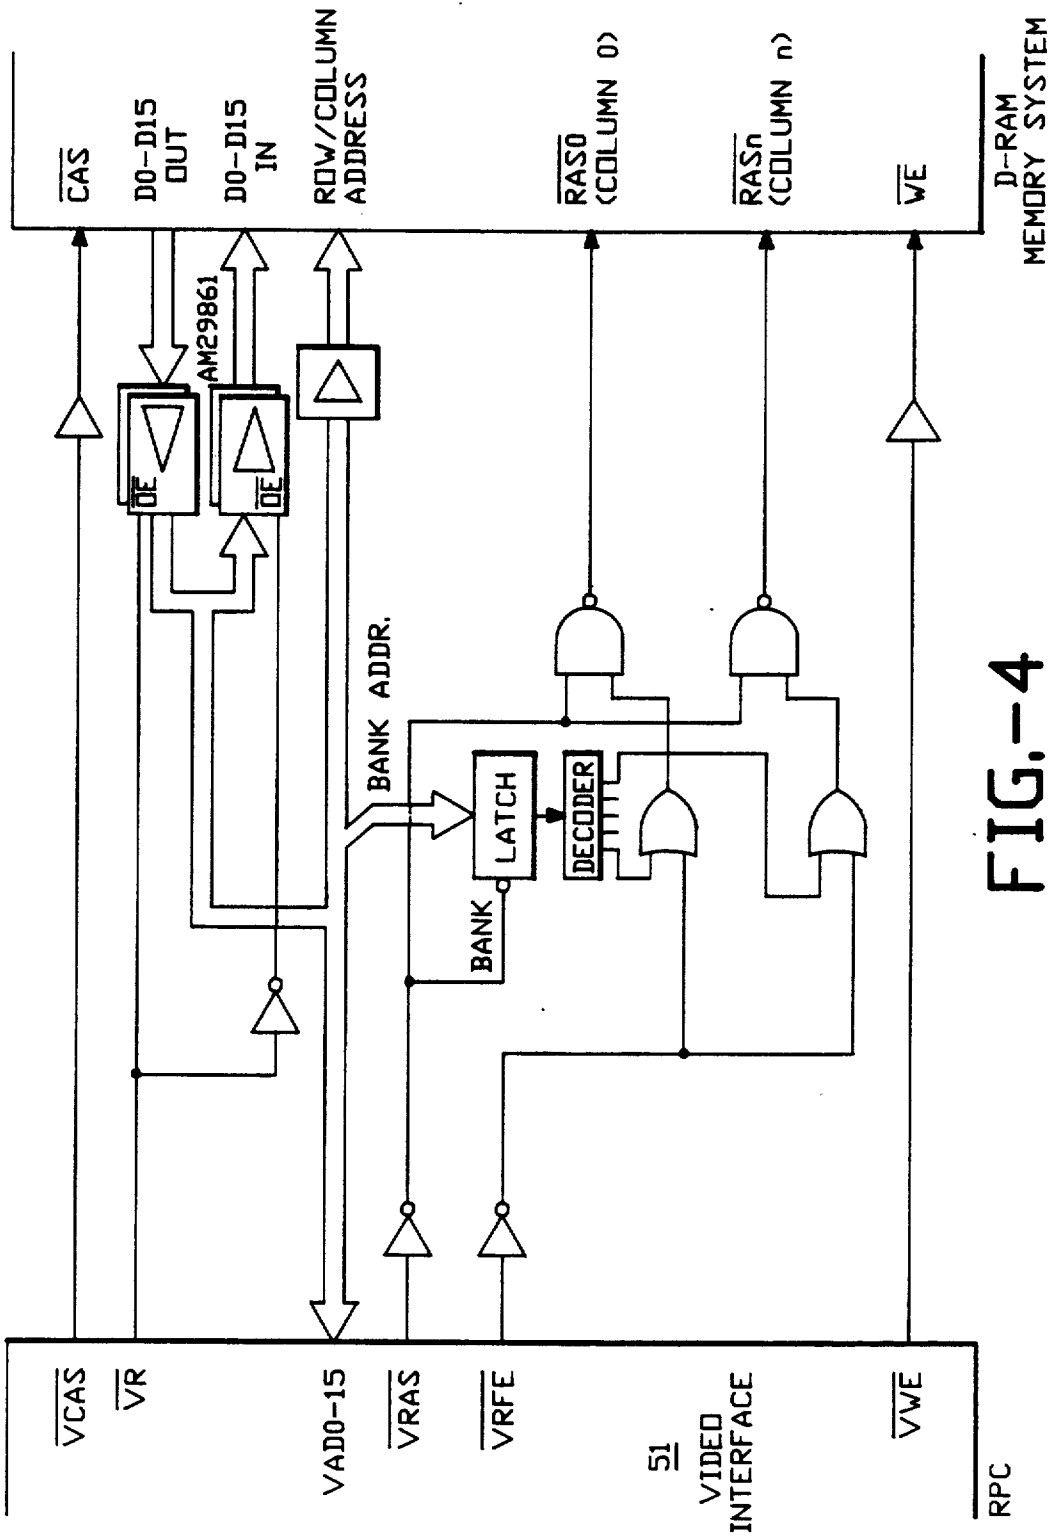 VCAS
VR
VAD0-15
VRAS
VRFE
51
VIDEO
INTERFACE
VWE
RPC
OE
OE
AM29861
BANK ADDR.
BANK
LATCH
DECODER
CAS
D0-D15
OUT
D0-D15
IN
ROW/COLUMN
ADDRESS
RAS0
(COLUMN 0)
RASn
(COLUMN n)
WE
D-RAM
MEMORY SYSTEM
FIG.-4